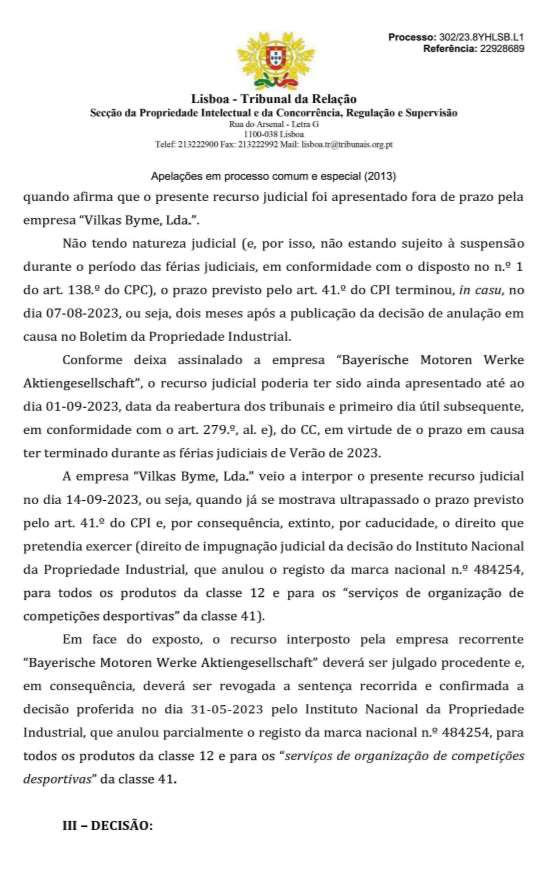 Processo: 302/23.8YHLSB.L1
Referência: 22928689
Lisboa - Tribunal da Relação
Secção da Propriedade Intelectual e da Concorrência, Regulação e Supervisão
Rua do Arsenal - Letra G
1100-038 Lisboa
Telef: 213222900 Fax: 213222992 Mail: lisboa.tr@tribunais.org.pt
Apelações em processo comum e especial (2013)
quando afirma que o presente recurso judicial foi apresentado fora de prazo pela
empresa “Vilkas Byme, Lda.”.
Não tendo natureza judicial (e, por isso, não estando sujeito à suspensão
durante o período das férias judiciais, em conformidade com o disposto no n.º 1
do art. 138.º do CPC), o prazo previsto pelo art. 41.º do CPI terminou, in casu, no
dia 07-08-2023, ou seja, dois meses após a publicação da decisão de anulação em
causa no Boletim da Propriedade Industrial.
Conforme deixa assinalado a empresa “Bayerische Motoren Werke
Aktiengesellschaft”, o recurso judicial poderia ter sido ainda apresentado até ao
dia 01-09-2023, data da reabertura dos tribunais e primeiro dia útil subsequente,
em conformidade com o art. 279.º, al. e), do CC, em virtude de o prazo em causa
ter terminado durante as férias judiciais de Verão de 2023.
A empresa “Vilkas Byme, Lda.” veio a interpor o presente recurso judicial
no dia 14-09-2023, ou seja, quando já se mostrava ultrapassado o prazo previsto
pelo art. 41.º do CPI e, por consequência, extinto, por caducidade, o direito que
pretendia exercer (direito de impugnação judicial da decisão do Instituto Nacional
da Propriedade Industrial, que anulou o registo da marca nacional n.º 484254,
para todos os produtos da classe 12 e para os “serviços de organização de
competições desportivas” da classe 41).
Em face do exposto, o recurso interposto pela empresa recorrente
“Bayerische Motoren Werke Aktiengesellschaft” deverá ser julgado procedente e,
em consequência, deverá ser revogada a sentença recorrida e confirmada a
decisão proferida no dia 31-05-2023 pelo Instituto Nacional da Propriedade
Industrial, que anulou parcialmente o registo da marca nacional n.º 484254, para
todos os produtos da classe 12 e para os “serviços de organização de competições
desportivas” da classe 41.
III – DECISÃO: